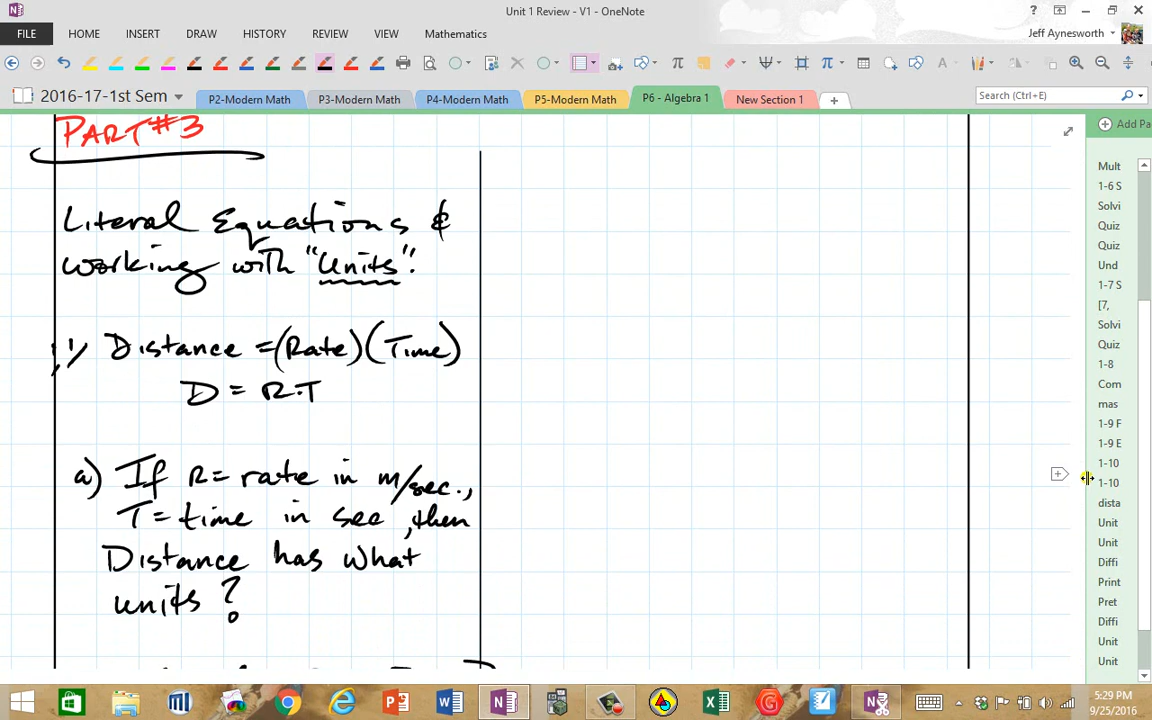 Unit 1 Review - V1 - OneNote
?
FILE HOME INSERT DRAW HISTORY REVIEW VIEW Mathematics
Jeff Aynesworth
2016-17-1st Sem
P2-Modern Math P3-Modern Math P4-Modern Math P5-Modern Math P6 - Algebra 1 New Section 1
Search (Ctrl+E)
Add Pa
PART #3
Literal Equations &
working with "Units".
1) Distance = (Rate)(Time)
D = R·T
a) If R = rate in m/sec.,
T = time in sec, then
Distance has what
units ?
Mult
1-6 S
Solvi
Quiz
Quiz
Und
1-7 S
[7,
Solvi
Quiz
1-8
Com
mas
1-9 F
1-9 E
1-10
1-10
dista
Unit
Unit
Diffi
Print
Pret
Diffi
Unit
Unit
5:29 PM
9/25/2016